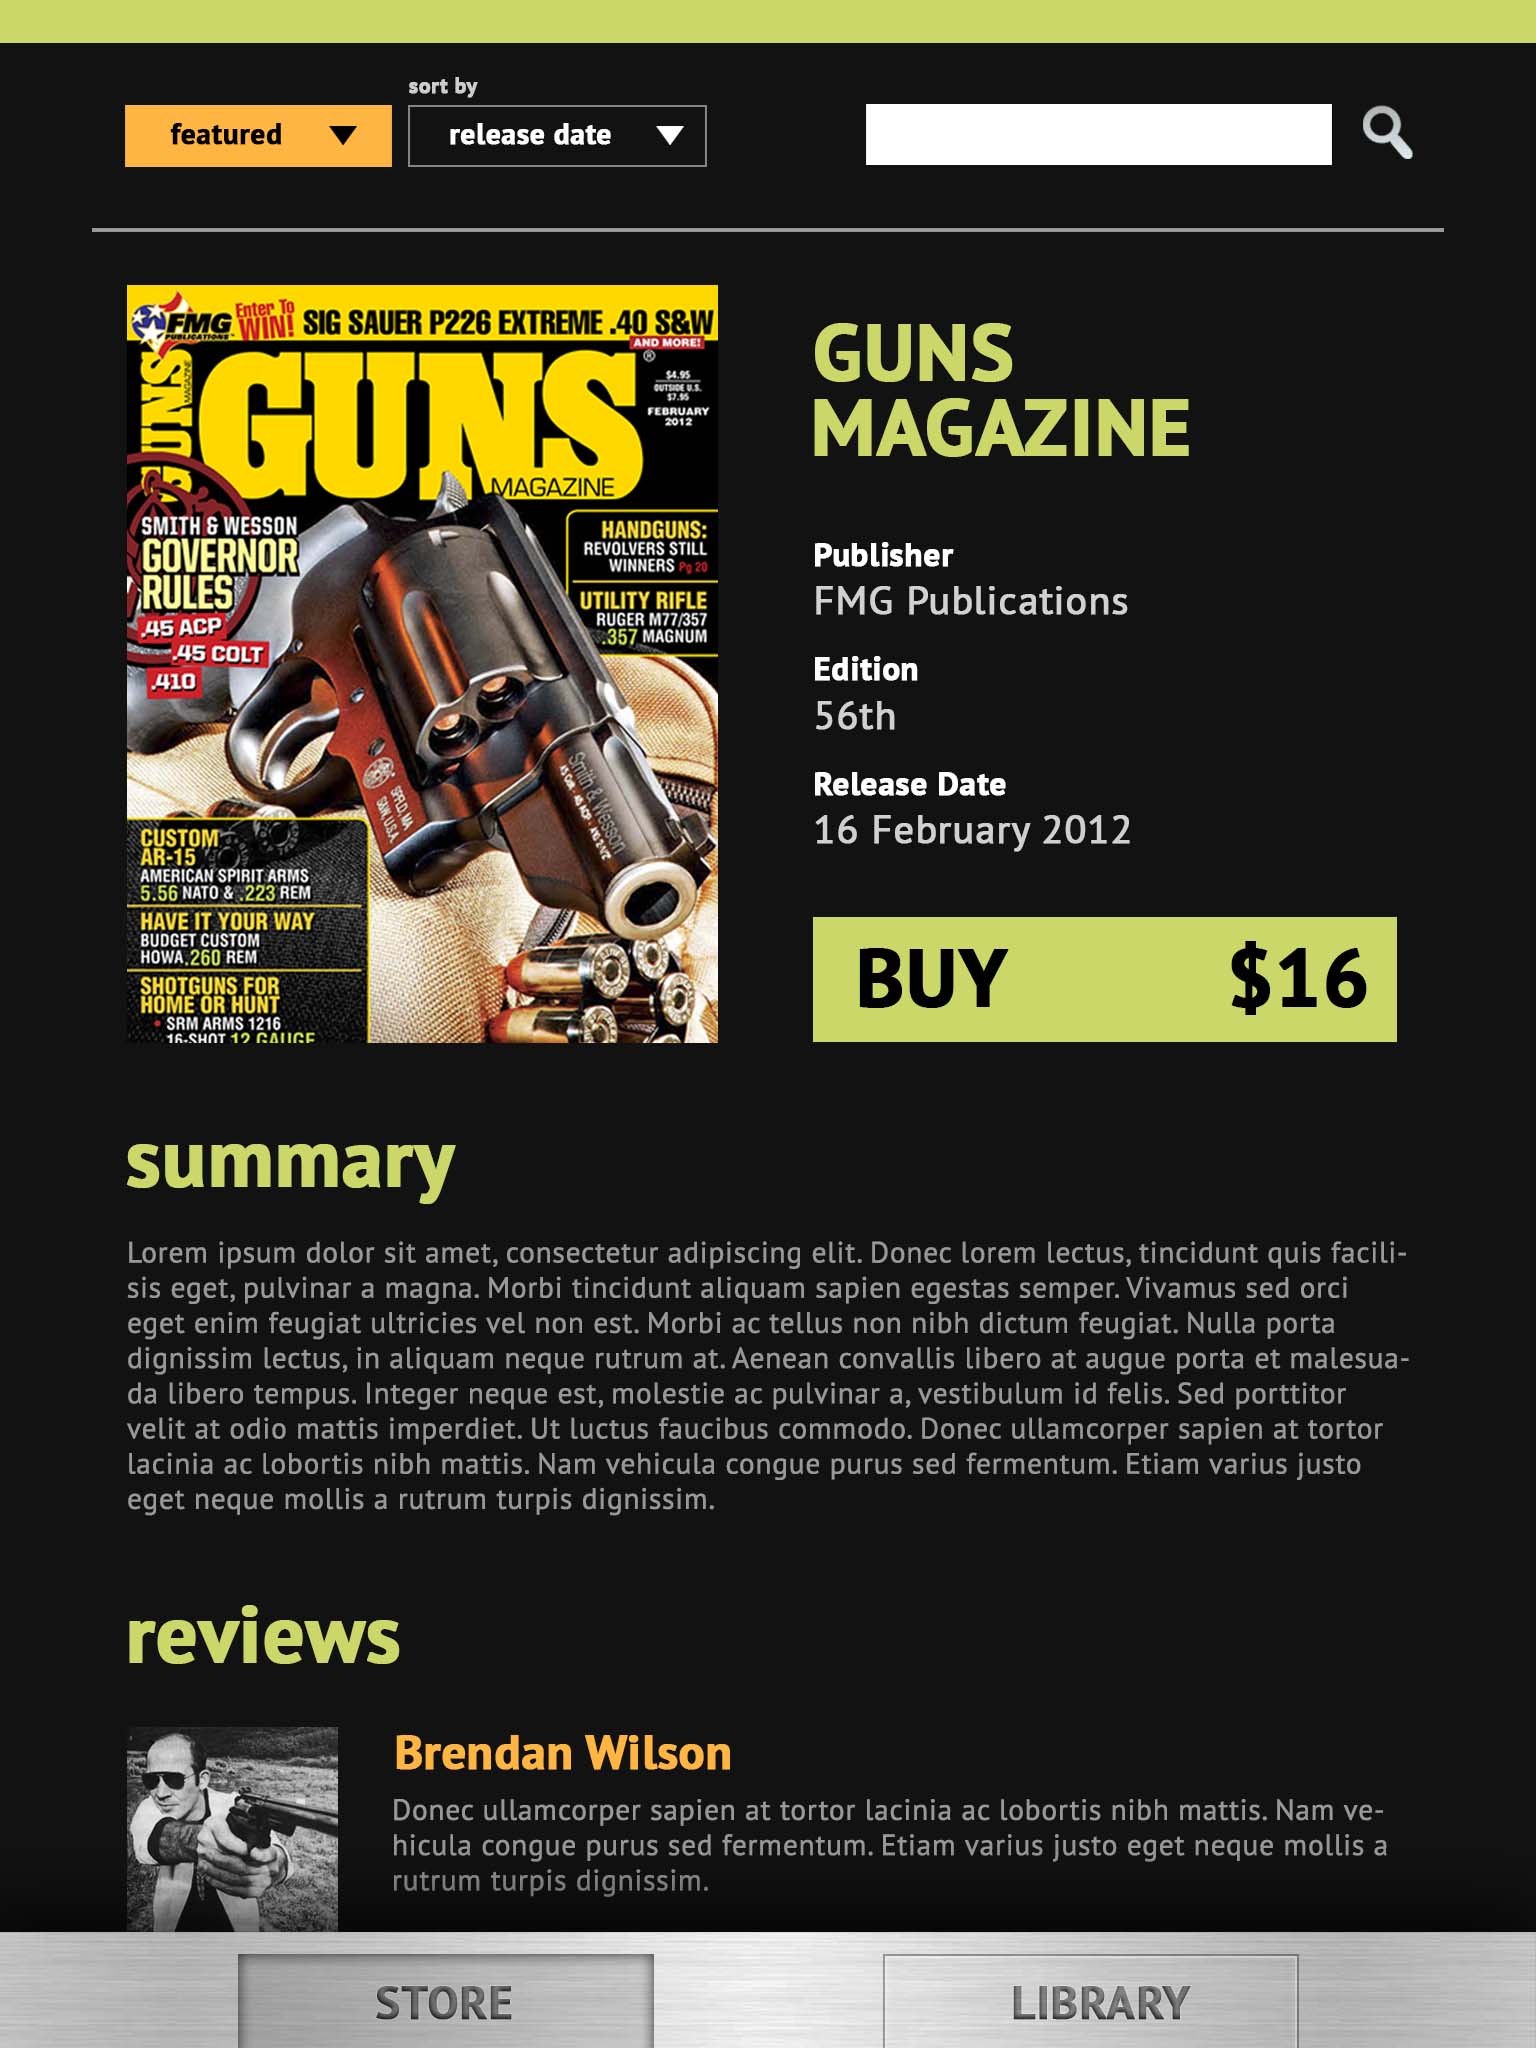 sort by
featured
release date
FMG
PUBLICATIONS
Enter To
WIN!
SIG SAUER P226 EXTREME .40 S&W
AND MORE!
GUNS
MAGAZINE
GUNS
MAGAZINE
®
$4.95
OUTSIDE U.S.
$7.95
FEBRUARY
2012
SMITH & WESSON
GOVERNOR
RULES
.45 ACP
.45 COLT
.410
HANDGUNS:
REVOLVERS STILL
WINNERS Pg 20
UTILITY RIFLE
RUGER M77/357
.357 MAGNUM
Smith & Wesson
SPFLD, MA
S&W U.S.A.
CUSTOM
AR-15
AMERICAN SPIRIT ARMS
5.56 NATO & .223 REM
HAVE IT YOUR WAY
BUDGET CUSTOM
HOWA .260 REM
SHOTGUNS FOR
HOME OR HUNT
• SRM ARMS 1216
16-SHOT 12 GAUGE
GUNS
MAGAZINE
Publisher
FMG Publications
Edition
56th
Release Date
16 February 2012
BUY $16
summary
Lorem ipsum dolor sit amet, consectetur adipiscing elit. Donec lorem lectus, tincidunt quis facili-
sis eget, pulvinar a magna. Morbi tincidunt aliquam sapien egestas semper. Vivamus sed orci
eget enim feugiat ultricies vel non est. Morbi ac tellus non nibh dictum feugiat. Nulla porta
dignissim lectus, in aliquam neque rutrum at. Aenean convallis libero at augue porta et malesua-
da libero tempus. Integer neque est, molestie ac pulvinar a, vestibulum id felis. Sed porttitor
velit at odio mattis imperdiet. Ut luctus faucibus commodo. Donec ullamcorper sapien at tortor
lacinia ac lobortis nibh mattis. Nam vehicula congue purus sed fermentum. Etiam varius justo
eget neque mollis a rutrum turpis dignissim.
reviews
Brendan Wilson
Donec ullamcorper sapien at tortor lacinia ac lobortis nibh mattis. Nam ve-
hicula congue purus sed fermentum. Etiam varius justo eget neque mollis a
rutrum turpis dignissim.
STORE
LIBRARY